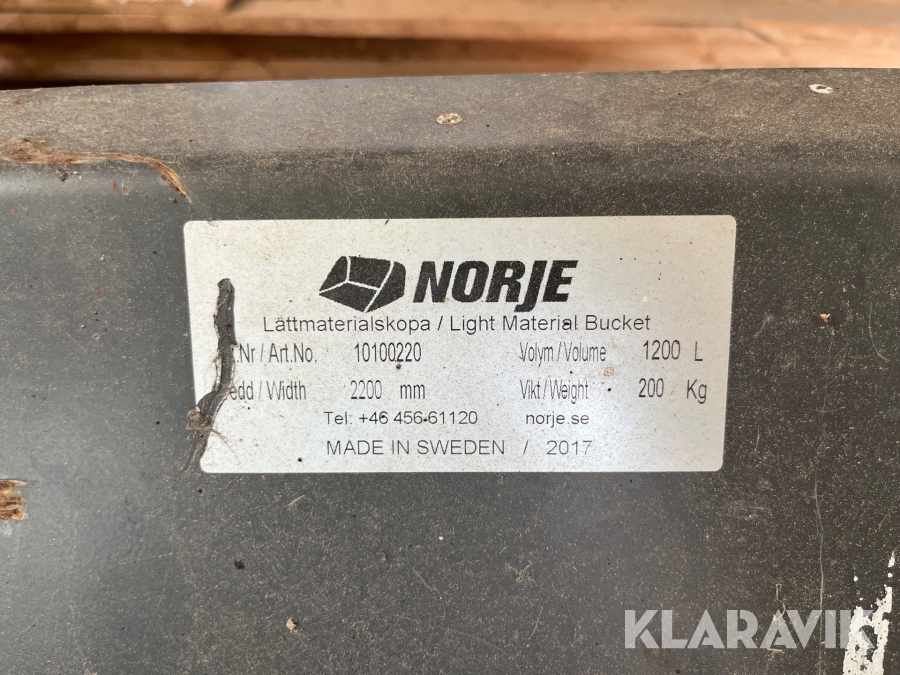 NORJE
Lättmaterialskopa / Light Material Bucket
.Nr / Art.No. 10100220 Volym / Volume 1200 L
edd / Width 2200 mm Vikt / Weight 200 Kg
Tel: +46 456-61120 norje.se
MADE IN SWEDEN / 2017
KLARAVIK